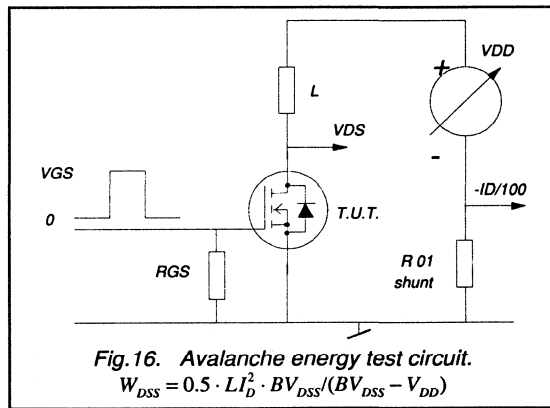 +
VDD
L
VDS
-
VGS
-ID/100
0
T.U.T.
RGS
R 01
shunt
Fig.16. Avalanche energy test circuit.
W_DSS = 0.5 · LI_D^2 · BV_DSS/(BV_DSS − V_DD)